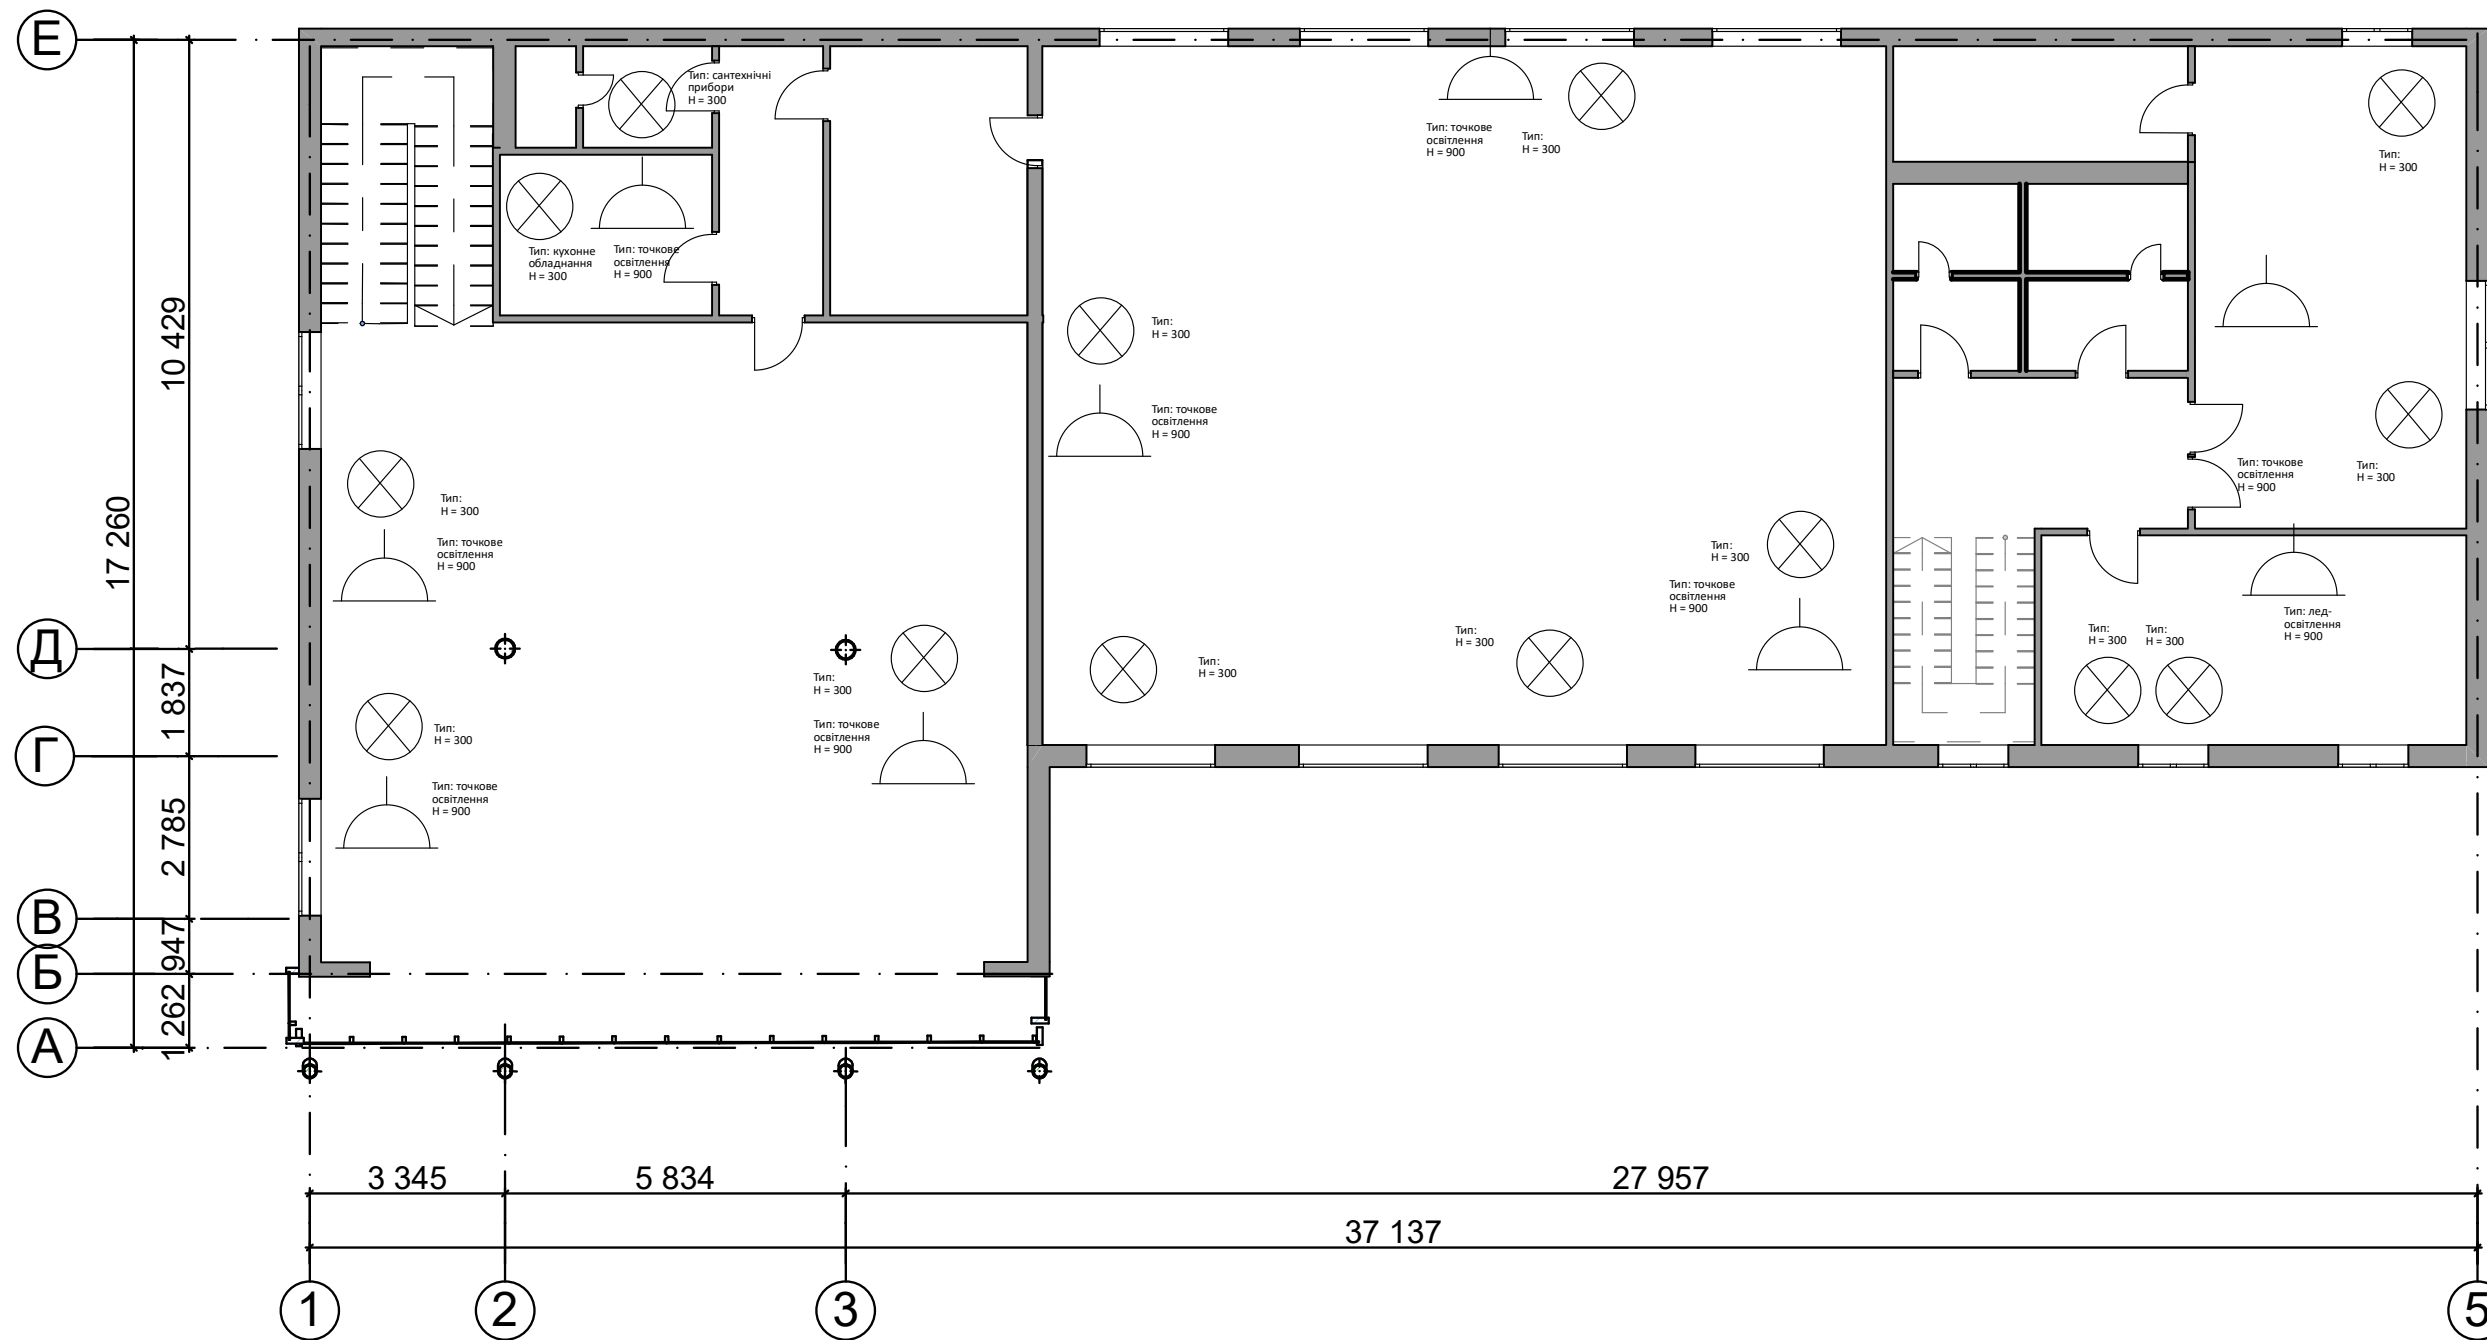 Е
Тип: сантехнічні
прибори
Н = 300
Тип: точкове
освітлення
Н = 900
Тип:
Н = 300
Тип:
Н = 300
Тип: кухонне
обладнання
Н = 300
Тип: точкове
освітлення
Н = 900
10 429
Тип:
Н = 300
Тип: точкове
освітлення
Н = 900
Тип: точкове
освітлення
Н = 900
Тип:
Н = 300
17 260
Тип:
Н = 300
Тип: точкове
освітлення
Н = 900
Тип:
Н = 300
Тип: точкове
освітлення
Н = 900
Тип: лед-
освітлення
Н = 900
Тип:
Н = 300
Тип:
Н = 300
Тип:
Н = 300
Д
Тип:
Н = 300
Тип:
Н = 300
1 837
Тип: точкове
освітлення
Н = 900
Тип:
Н = 300
Г
Тип: точкове
освітлення
Н = 900
2 785
В
947
Б
1 262
А
3 345
5 834
27 957
37 137
1
2
3
5